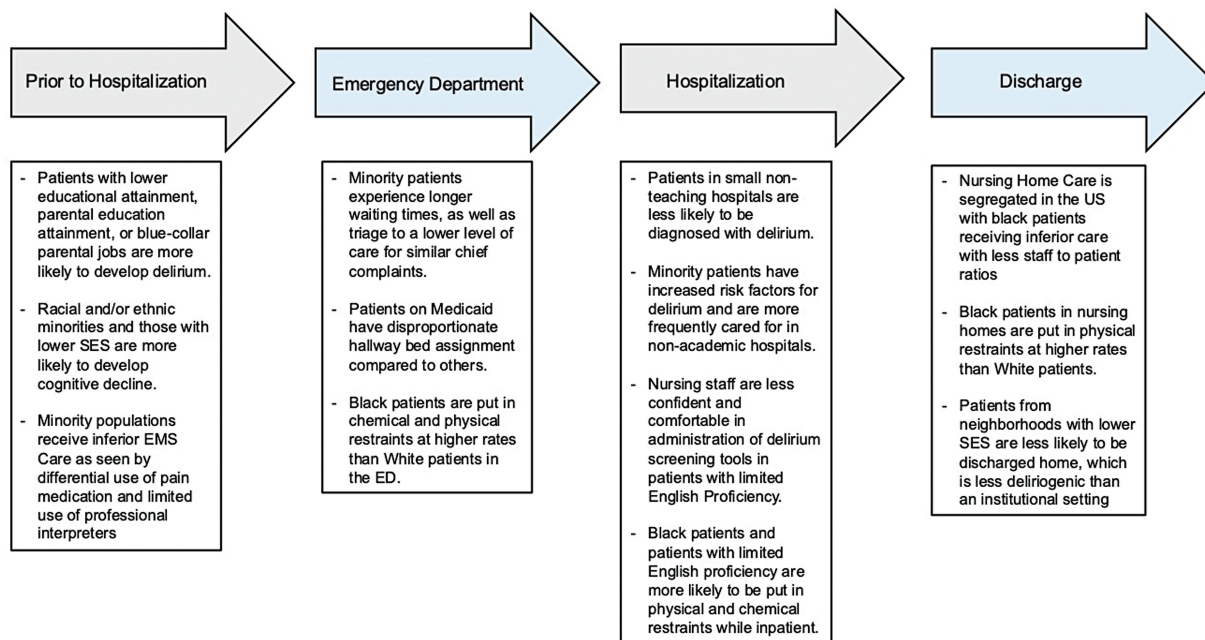 Prior to Hospitalization
Emergency Department
Hospitalization
Discharge
- Patients with lower
educational attainment,
parental education
attainment, or blue-collar
parental jobs are more
likely to develop delirium.
- Racial and/or ethnic
minorities and those with
lower SES are more
likely to develop
cognitive decline.
- Minority populations
receive inferior EMS
Care as seen by
differential use of pain
medication and limited
use of professional
interpreters
- Minority patients
experience longer
waiting times, as well as
triage to a lower level of
care for similar chief
complaints.
- Patients on Medicaid
have disproportionate
hallway bed assignment
compared to others.
- Black patients are put in
chemical and physical
restraints at higher rates
than White patients in
the ED.
- Patients in small non-
teaching hospitals are
less likely to be
diagnosed with delirium.
- Minority patients have
increased risk factors for
delirium and are more
frequently cared for in
non-academic hospitals.
- Nursing staff are less
confident and
comfortable in
administration of delirium
screening tools in
patients with limited
English Proficiency.
- Black patients and
patients with limited
English proficiency are
more likely to be put in
physical and chemical
restraints while inpatient.
- Nursing Home Care is
segregated in the US
with black patients
receiving inferior care
with less staff to patient
ratios
- Black patients in nursing
homes are put in physical
restraints at higher rates
than White patients.
- Patients from
neighborhoods with lower
SES are less likely to be
discharged home, which
is less deliriogenic than
an institutional setting